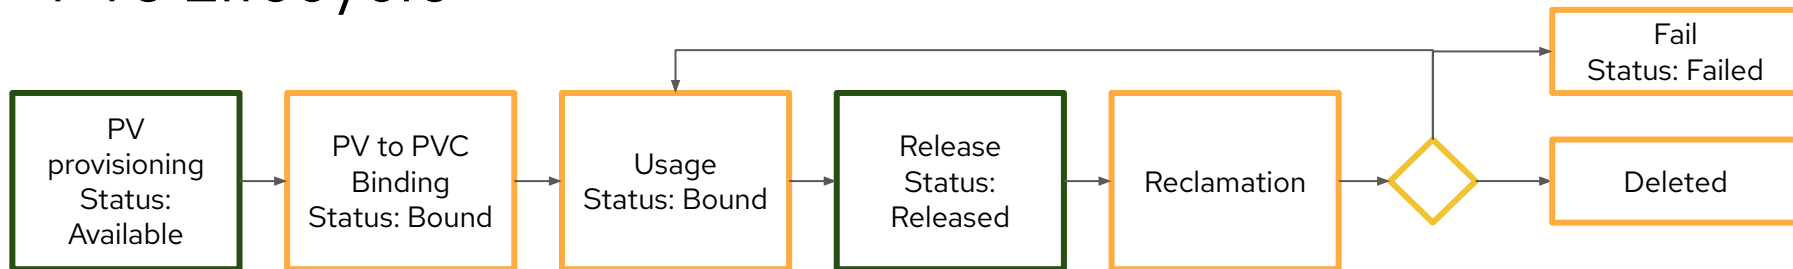 PV
provisioning
Status:
Available
PV to PVC
Binding
Status: Bound
Usage
Status: Bound
Release
Status:
Released
Reclamation
Fail
Status: Failed
Deleted